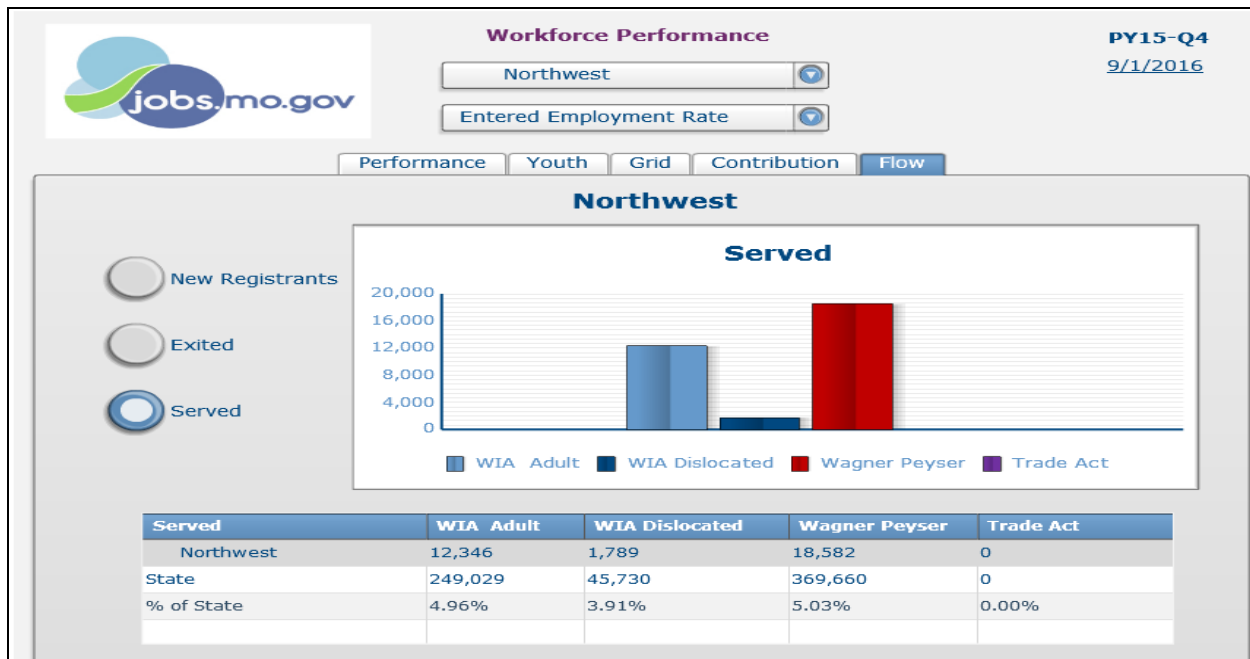 Workforce Performance
PY15-Q4
9/1/2016
jobs.mo.gov
Northwest
Entered Employment Rate
Performance Youth Grid Contribution Flow
Northwest
New Registrants
Exited
Served
Served
20,000
16,000
12,000
8,000
4,000
0
WIA Adult WIA Dislocated Wagner Peyser Trade Act
Served WIA Adult WIA Dislocated Wagner Peyser Trade Act
Northwest 12,346 1,789 18,582 0
State 249,029 45,730 369,660 0
% of State 4.96% 3.91% 5.03% 0.00%